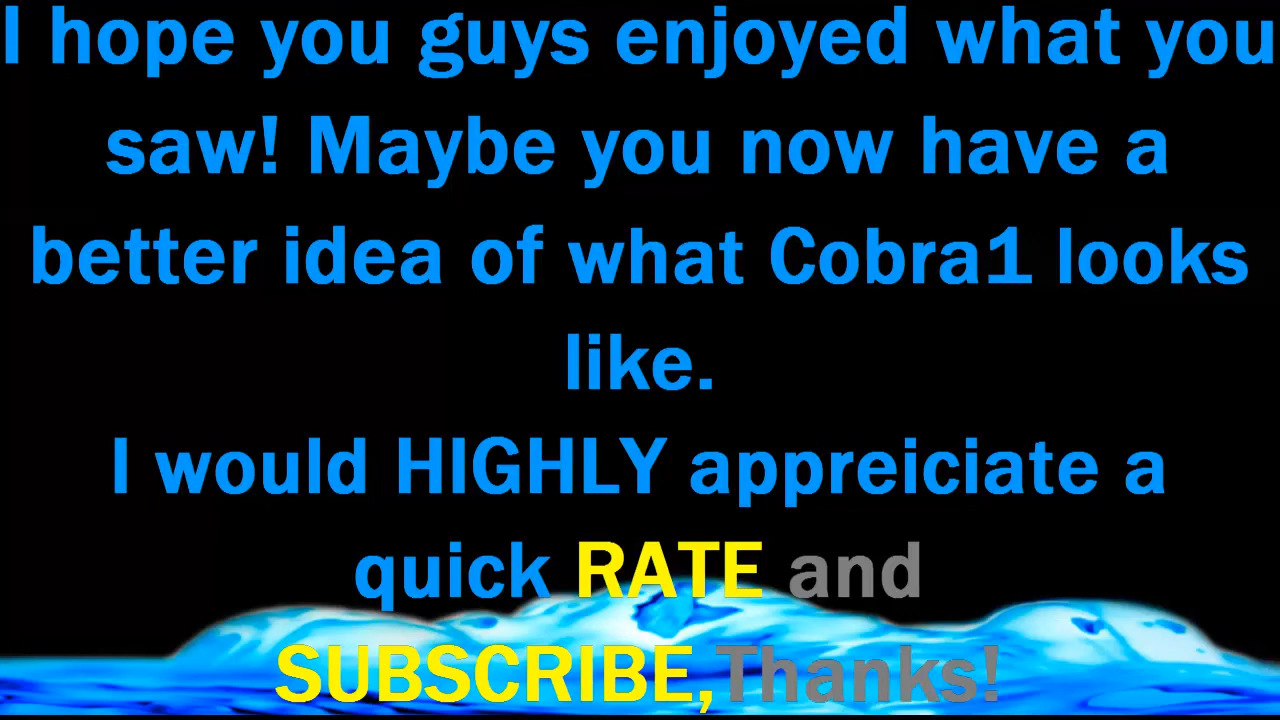 I hope you guys enjoyed what you
saw! Maybe you now have a
better idea of what Cobra1 looks
like.
I would HIGHLY appreiciate a
quick RATE and
SUBSCRIBE,Thanks!